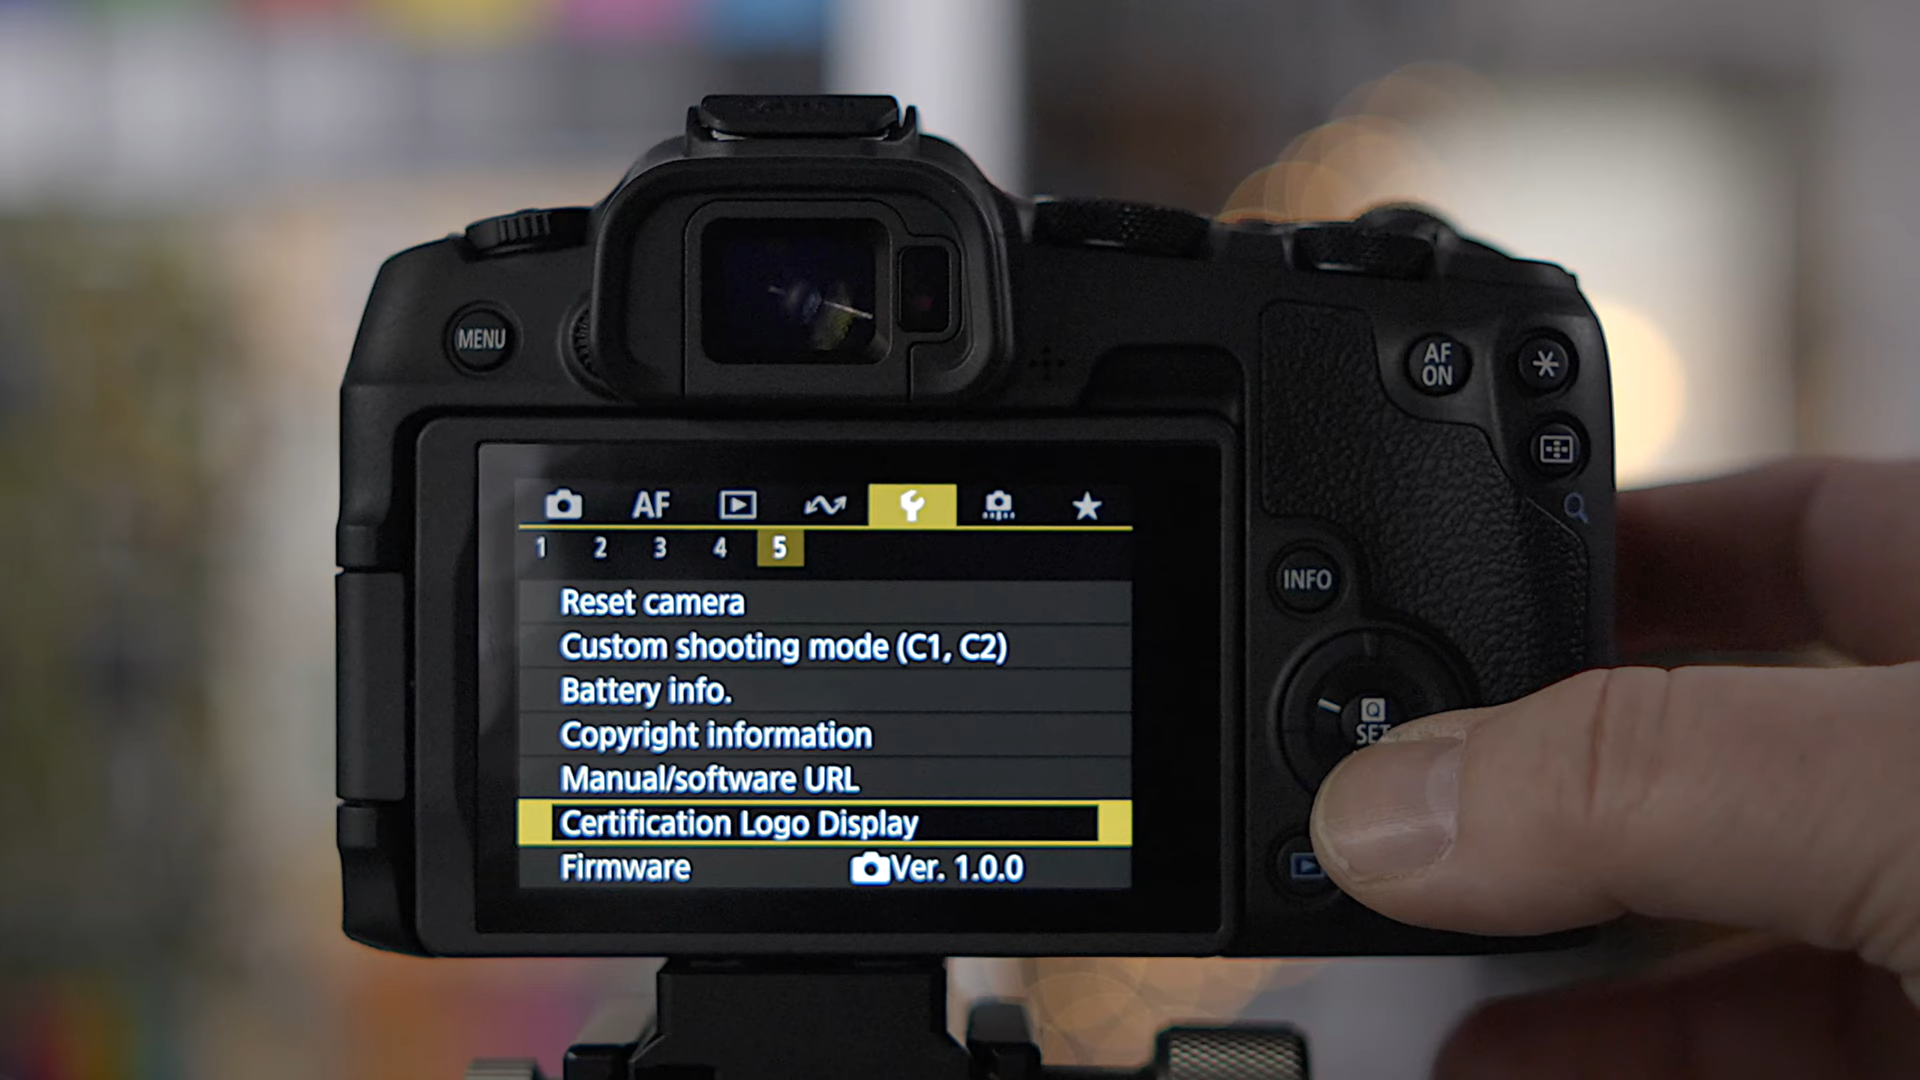 MENU
AF
ON
AF
1 2 3 4 5
INFO
Reset camera
Custom shooting mode (C1, C2)
Battery info.
Q
SET
Copyright information
Manual/software URL
Certification Logo Display
Firmware Ver. 1.0.0